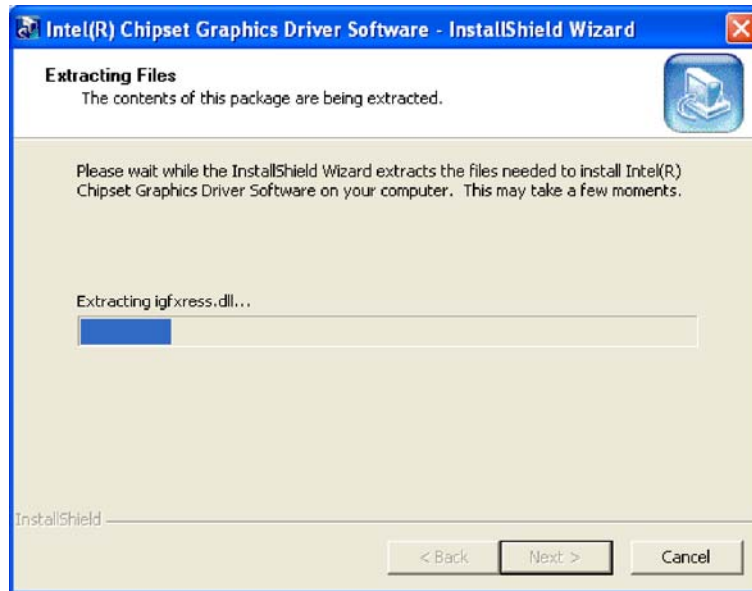 Intel(R) Chipset Graphics Driver Software - InstallShield Wizard
Extracting Files
The contents of this package are being extracted.
Please wait while the InstallShield Wizard extracts the files needed to install Intel(R)
Chipset Graphics Driver Software on your computer.  This may take a few moments.
Extracting igfxress.dll...
InstallShield
< Back
Next >
Cancel